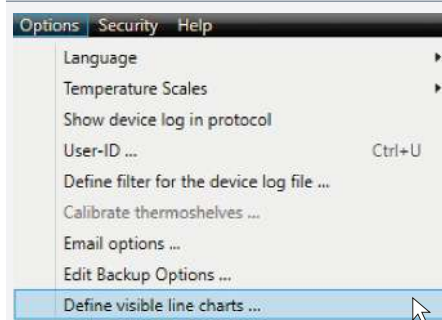 Options Security Help
Language
Temperature Scales
Show device log in protocol
User-ID ... Ctrl+U
Define filter for the device log file ...
Calibrate thermoshelves ...
Email options ...
Edit Backup Options ...
Define visible line charts ...